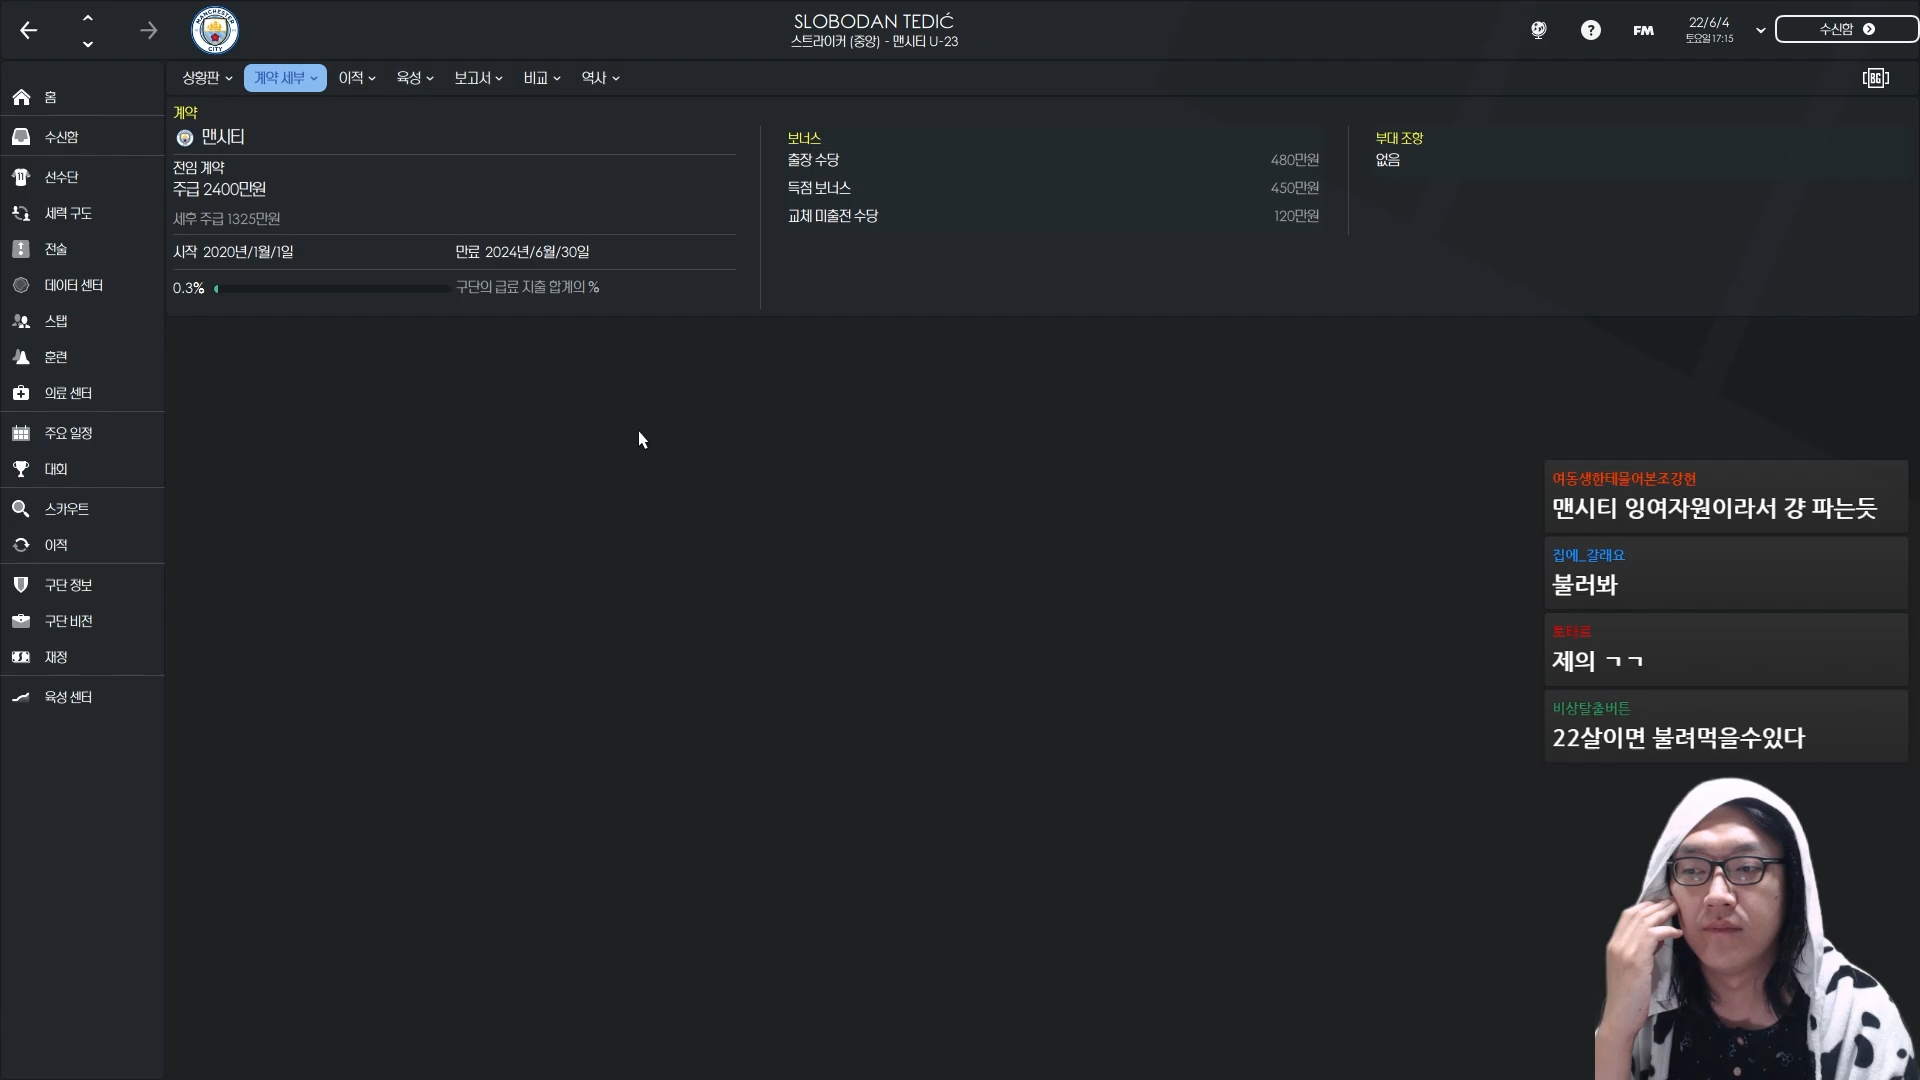 MANCHESTER
CITY
SLOBODAN TEDIĆ
스트라이커 (중앙) - 맨시티 U-23
FM
22/6/4
토요일 17:15
수신함
상황판
계약 세부
이적
육성
보고서
비교
역사
[BG]
홈
수신함
선수단
세력 구도
전술
데이터 센터
스탭
훈련
의료 센터
주요 일정
대회
스카우트
이적
구단 정보
구단 비전
재정
육성 센터
계약
맨시티
전임 계약
주급 2400만원
세후 주급 1325만원
시작 2020년/1월/1일
만료 2024년/6월/30일
0.3%
구단의 급료 지출 합계의 %
보너스
출장 수당 480만원
득점 보너스 450만원
교체 미출전 수당 120만원
부대 조항
없음
여동생한테물어본조강현
맨시티 잉여자원이라서 걍 파는듯
집에_갈래요
불러봐
토타르
제의 ㄱㄱ
비상탈출버튼
22살이면 불려먹을수있다